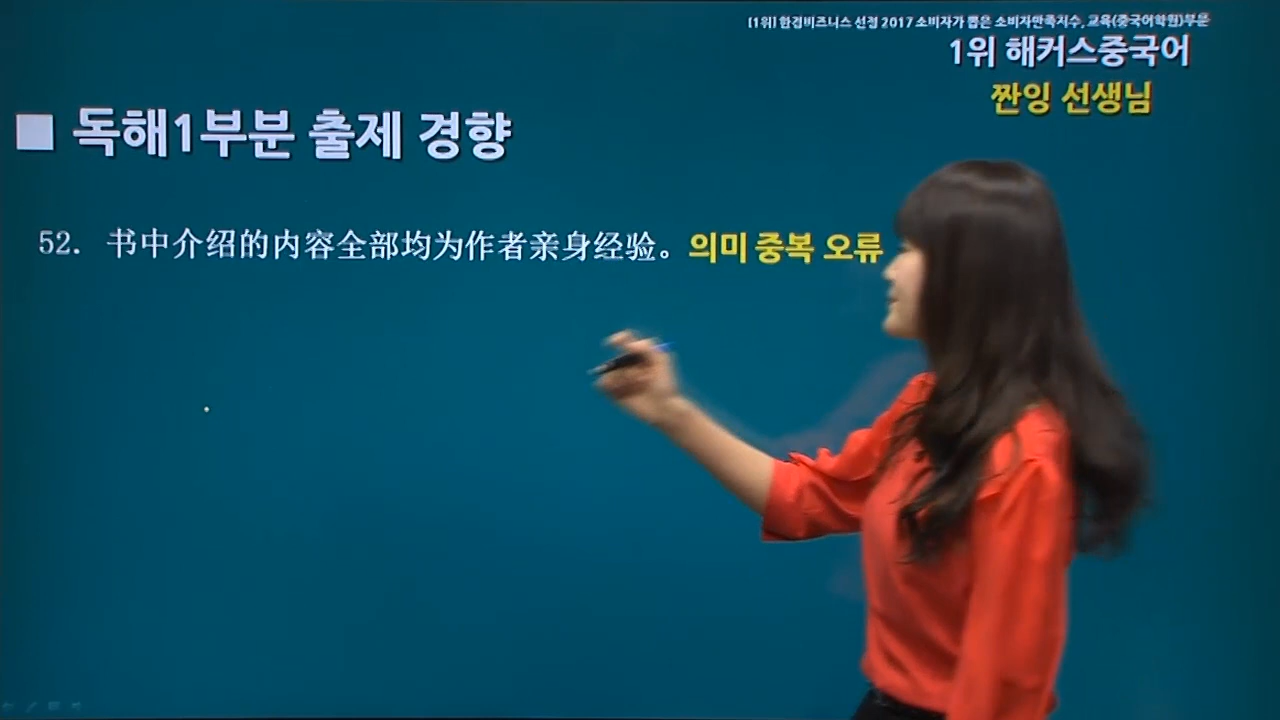 [1위] 한경비즈니스 선정 2017 소비자가 뽑은 소비자만족지수, 교육(중국어학원)부문
1위 해커스중국어
짠잉 선생님
■ 독해1부분 출제 경향
52. 书中介绍的内容全部均为作者亲身经验。 의미 중복 오류